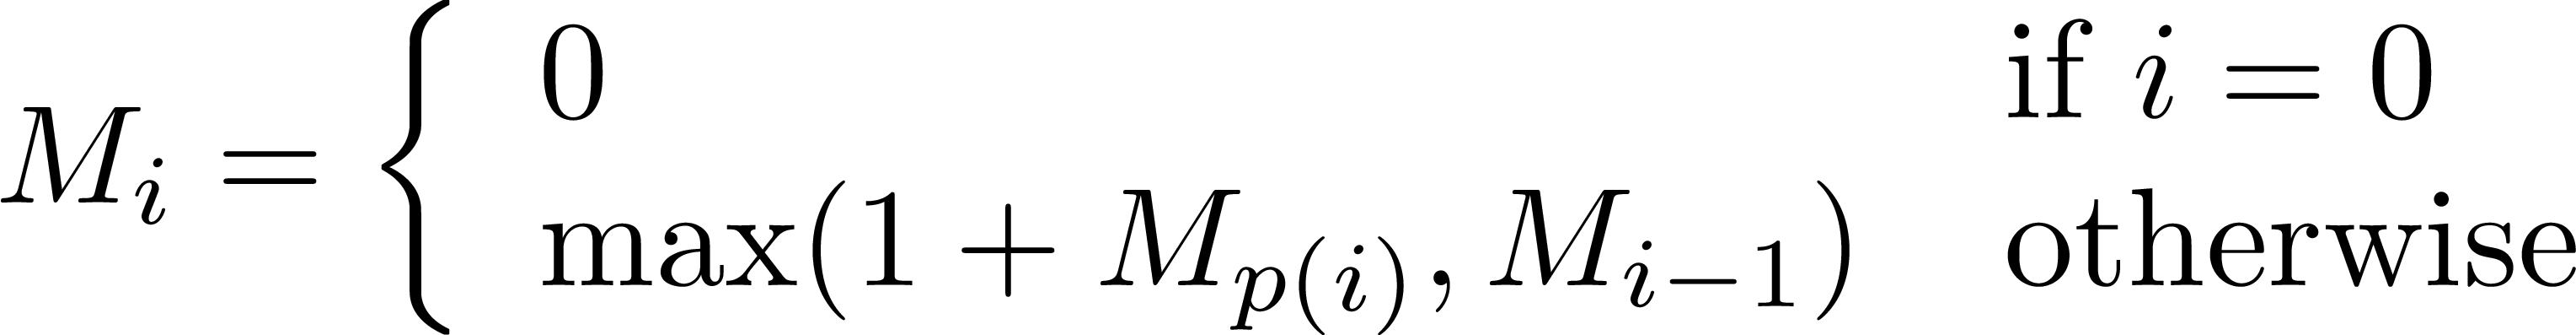 M_i = { 0 if i = 0
max(1 + M_{p(i)}, M_{i−1}) otherwise